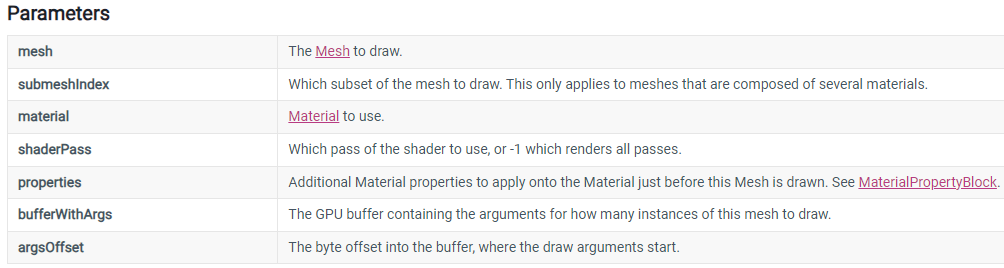 Parameters
mesh The Mesh to draw.
submeshIndex Which subset of the mesh to draw. This only applies to meshes that are composed of several materials.
material Material to use.
shaderPass Which pass of the shader to use, or -1 which renders all passes.
properties Additional Material properties to apply onto the Material just before this Mesh is drawn. See MaterialPropertyBlock.
bufferWithArgs The GPU buffer containing the arguments for how many instances of this mesh to draw.
argsOffset The byte offset into the buffer, where the draw arguments start.